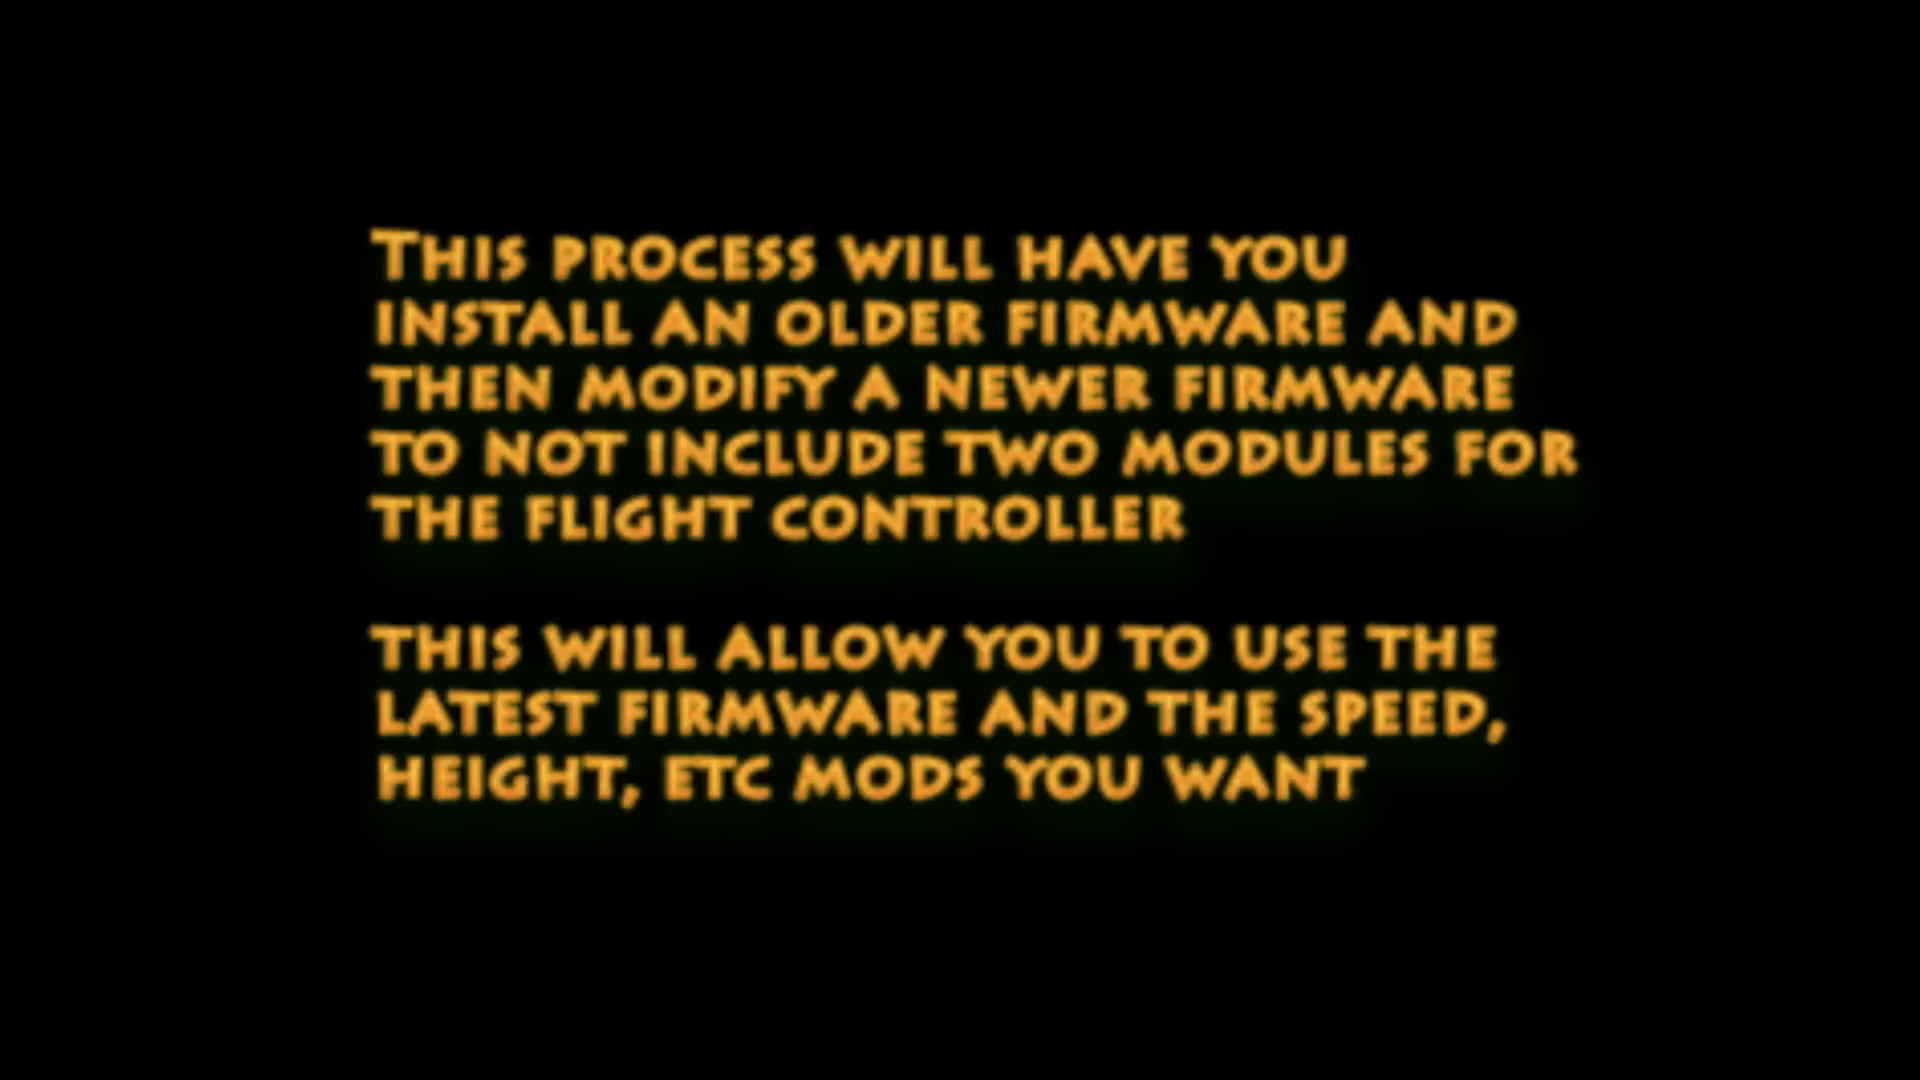 This process will have you
install an older firmware and
then modify a newer firmware
to not include two modules for
the flight controller
this will allow you to use the
latest firmware and the speed,
height, etc mods you want